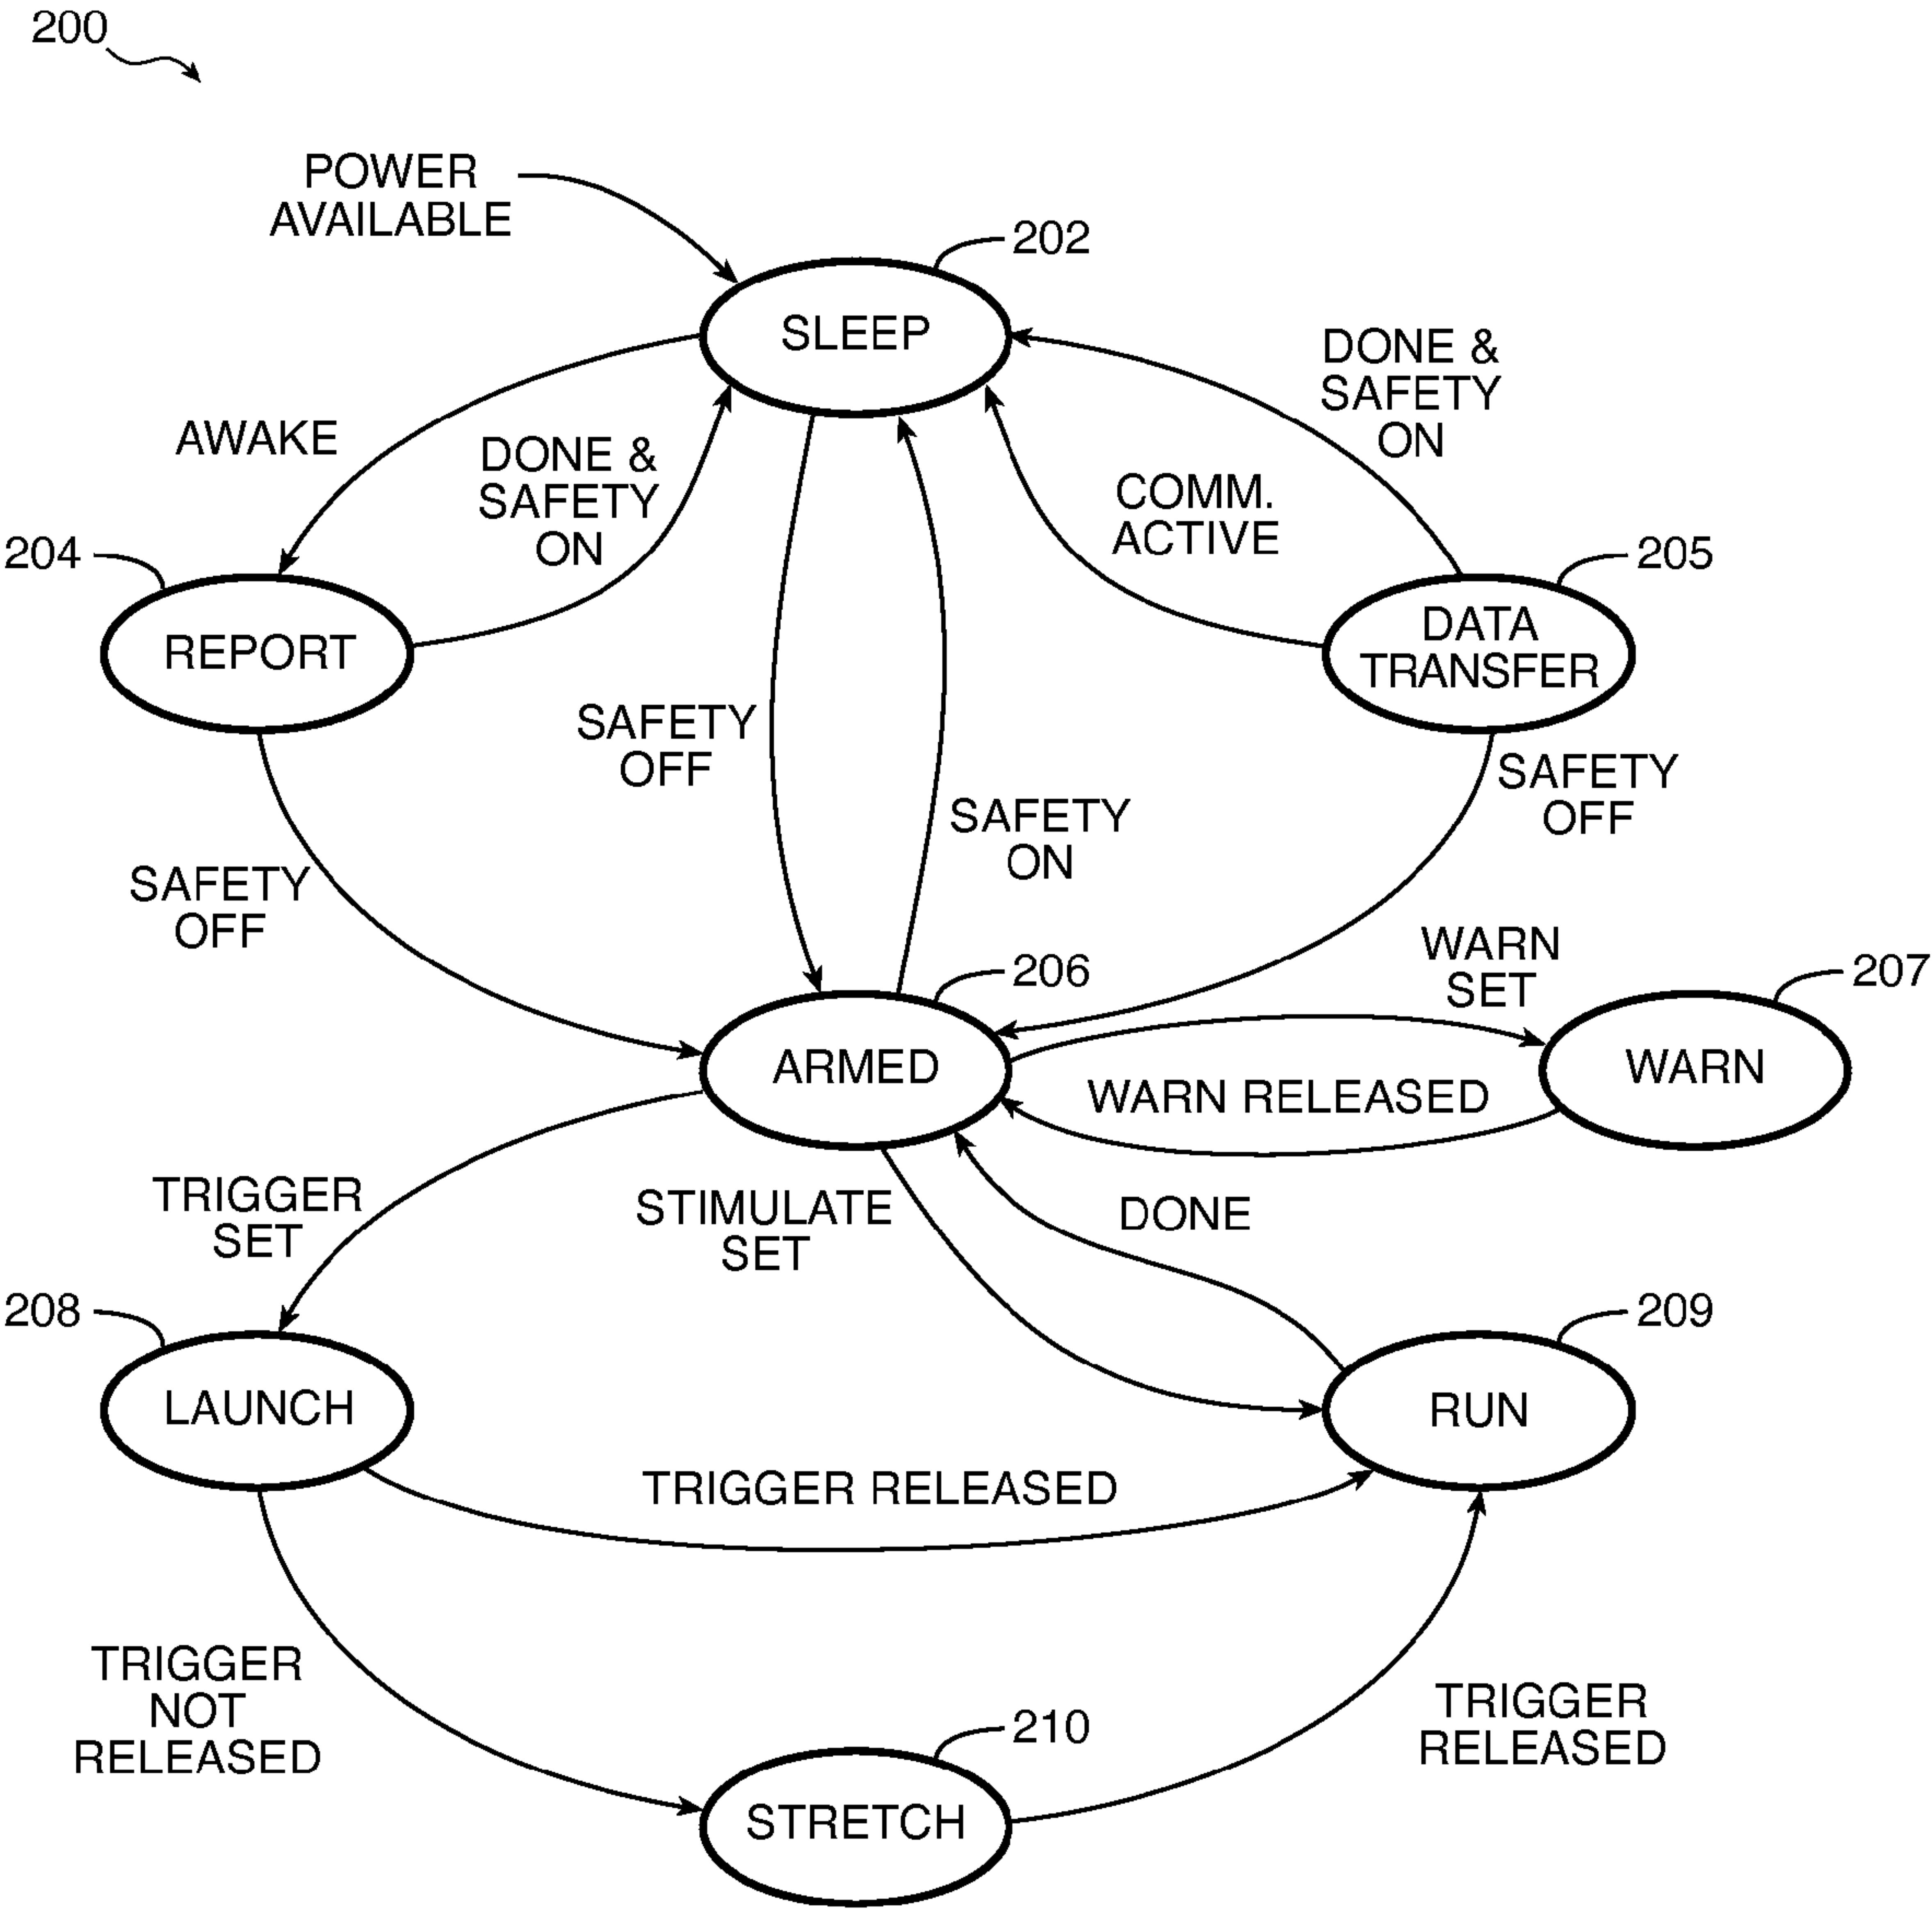 200
POWER
AVAILABLE
202
SLEEP
DONE &
SAFETY
ON
AWAKE
DONE &
SAFETY
ON
COMM.
ACTIVE
204
205
REPORT
DATA
TRANSFER
SAFETY
OFF
SAFETY
OFF
SAFETY
ON
SAFETY
OFF
WARN
SET
206
207
ARMED
WARN
WARN RELEASED
TRIGGER
SET
STIMULATE
SET
DONE
208
209
LAUNCH
RUN
TRIGGER RELEASED
TRIGGER
NOT
RELEASED
TRIGGER
RELEASED
210
STRETCH